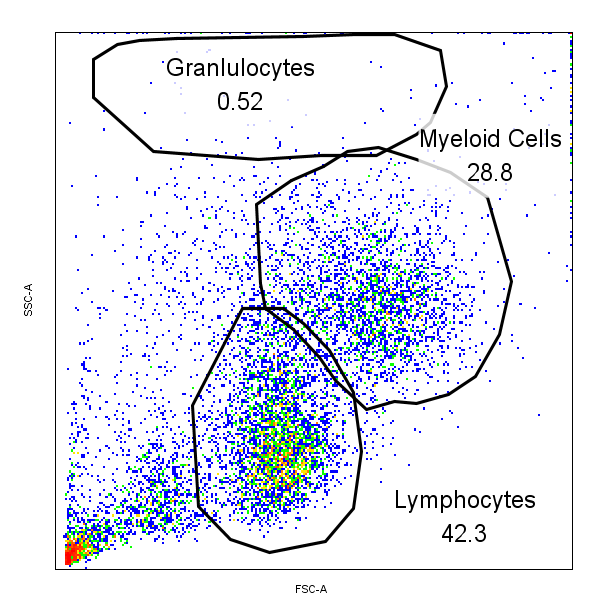 Granlulocytes
0.52
Myeloid Cells
28.8
SSC-A
Lymphocytes
42.3
FSC-A